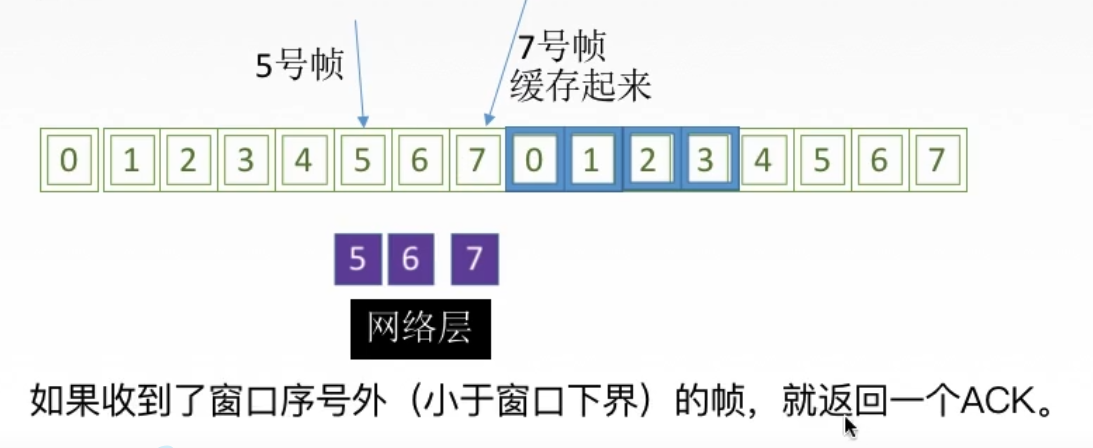 5号帧
7号帧
缓存起来
0 1 2 3 4 5 6 7 0 1 2 3 4 5 6 7
5 6 7
网络层
如果收到了窗口序号外（小于窗口下界）的帧，就返回一个ACK。